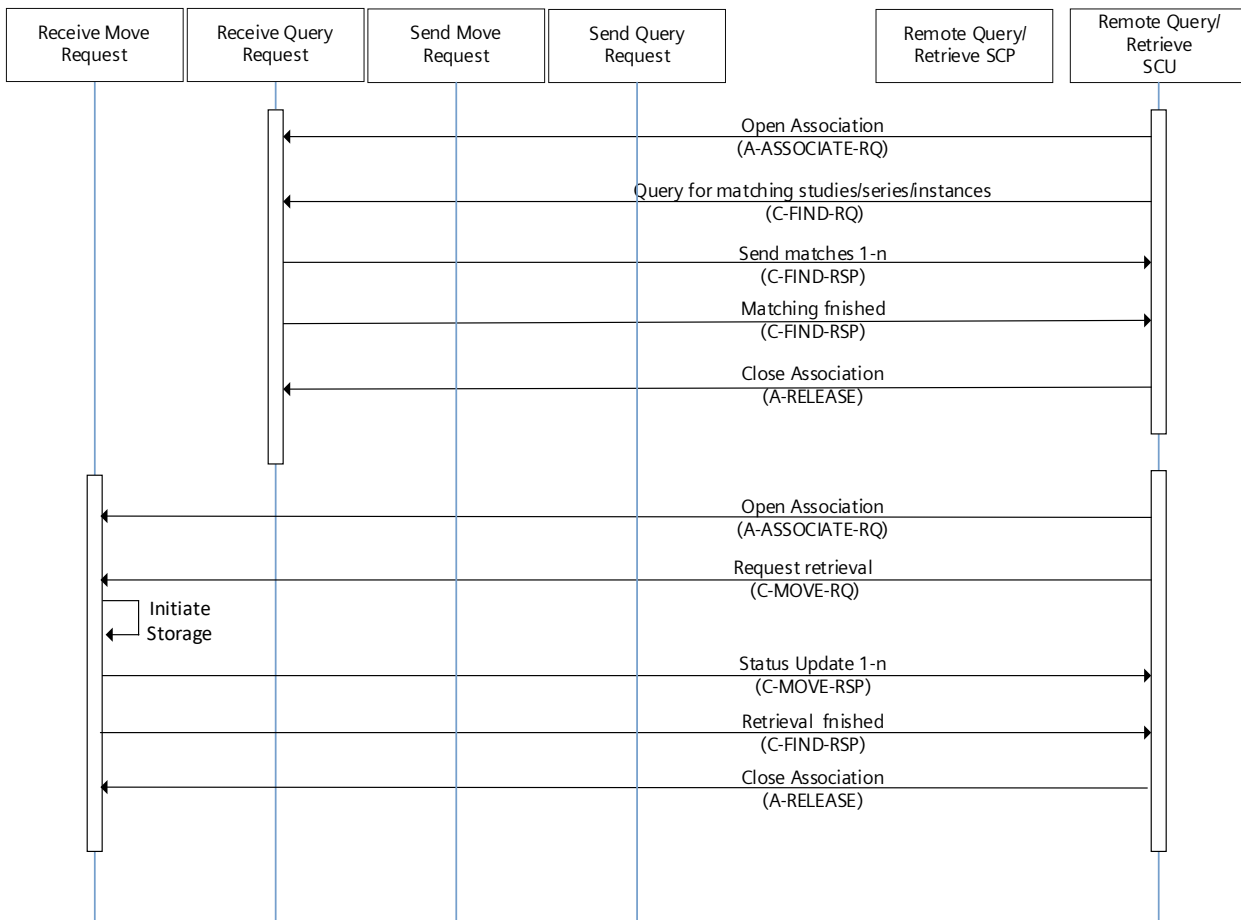 Receive Move
Request
Receive Query
Request
Send Move
Request
Send Query
Request
Remote Query/
Retrieve SCP
Remote Query/
Retrieve
SCU
Open Association
(A-ASSOCIATE-RQ)
Query for matching studies/series/instances
(C-FIND-RQ)
Send matches 1-n
(C-FIND-RSP)
Matching fnished
(C-FIND-RSP)
Close Association
(A-RELEASE)
Open Association
(A-ASSOCIATE-RQ)
Request retrieval
(C-MOVE-RQ)
Initiate
Storage
Status Update 1-n
(C-MOVE-RSP)
Retrieval fnished
(C-FIND-RSP)
Close Association
(A-RELEASE)